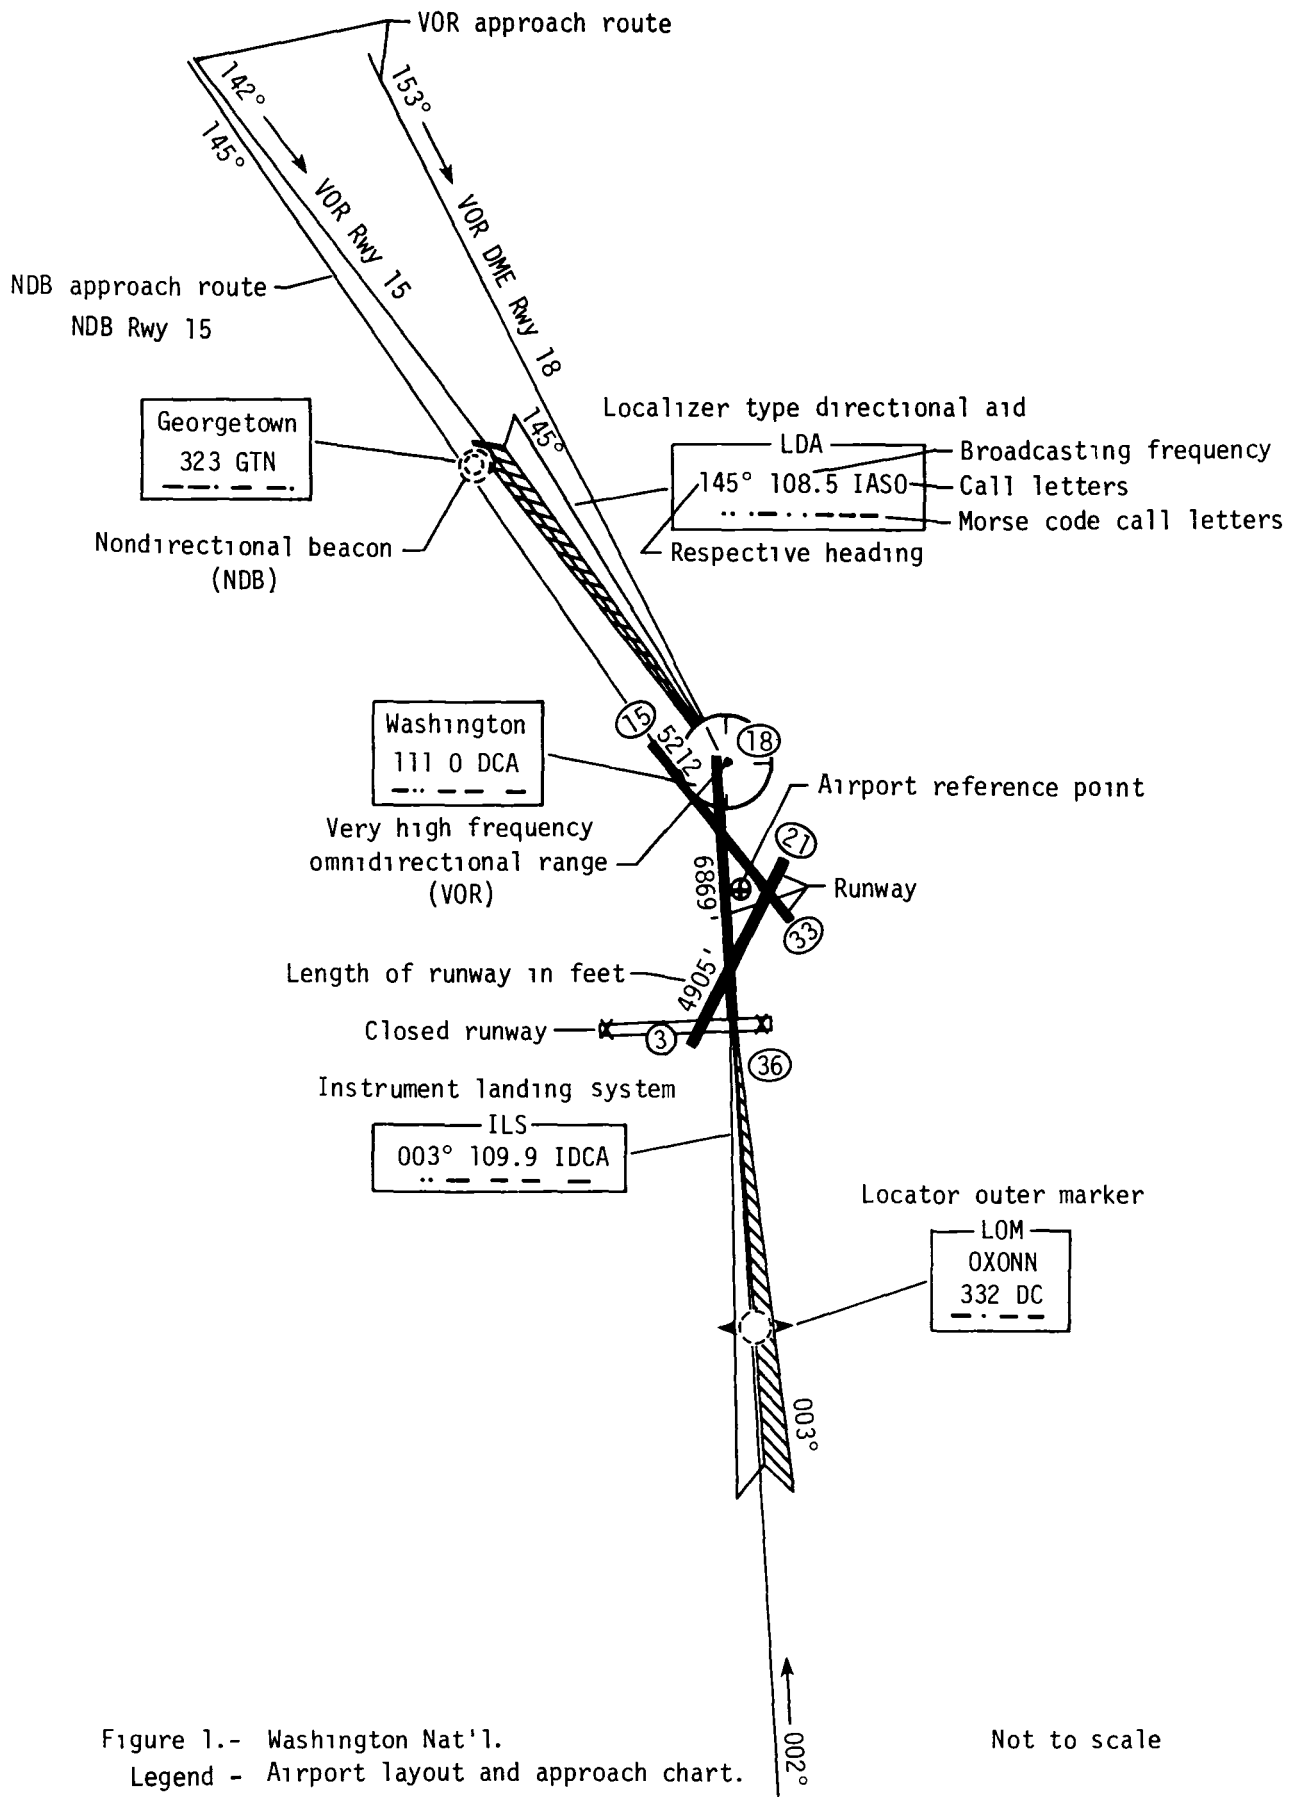 VOR approach route
142°
153°
145°
VOR Rwy 15
VOR DME Rwy 18
NDB approach route
NDB Rwy 15
Georgetown
323 GTN
Nondirectional beacon
(NDB)
145°
Localizer type directional aid
LDA
145° 108.5 IASO
Broadcasting frequency
Call letters
Morse code call letters
Respective heading
15
5212
18
Washington
111 0 DCA
Very high frequency
omnidirectional range
(VOR)
Airport reference point
21
6869'
Runway
33
Length of runway in feet
4905'
Closed runway
3
36
Instrument landing system
ILS
003° 109.9 IDCA
Locator outer marker
LOM
OXONN
332 DC
003°
002°
Figure 1.- Washington Nat'l.
Legend - Airport layout and approach chart.
Not to scale